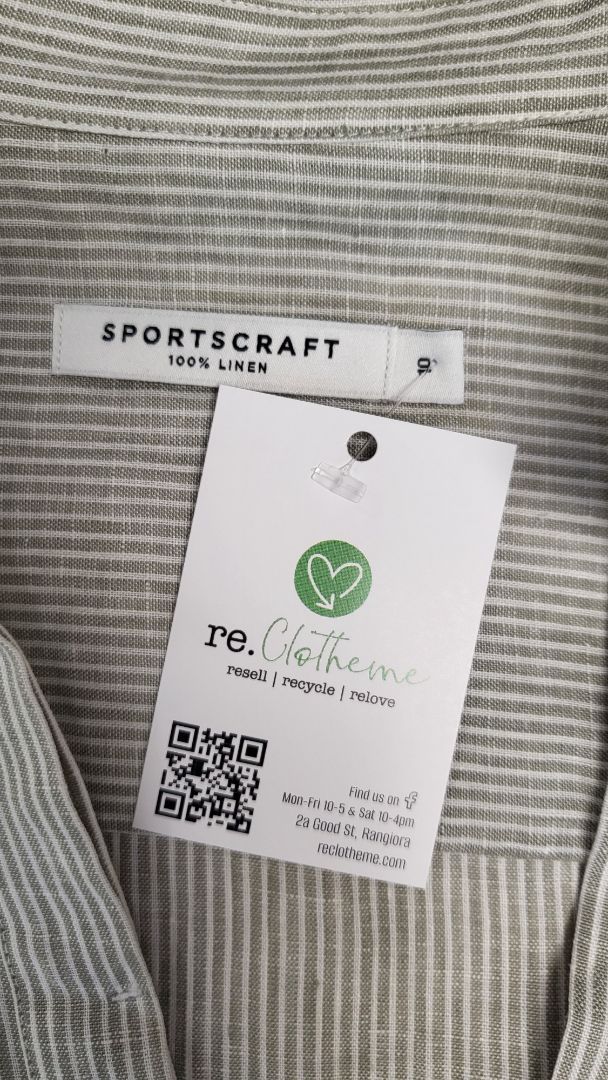 SPORTSCRAFT
100% LINEN
10
re.Clotheme
resell | recycle | relove
Find us on f
Mon-Fri 10-5 & Sat 10-4pm
2a Good St, Rangiora
reclotheme.com